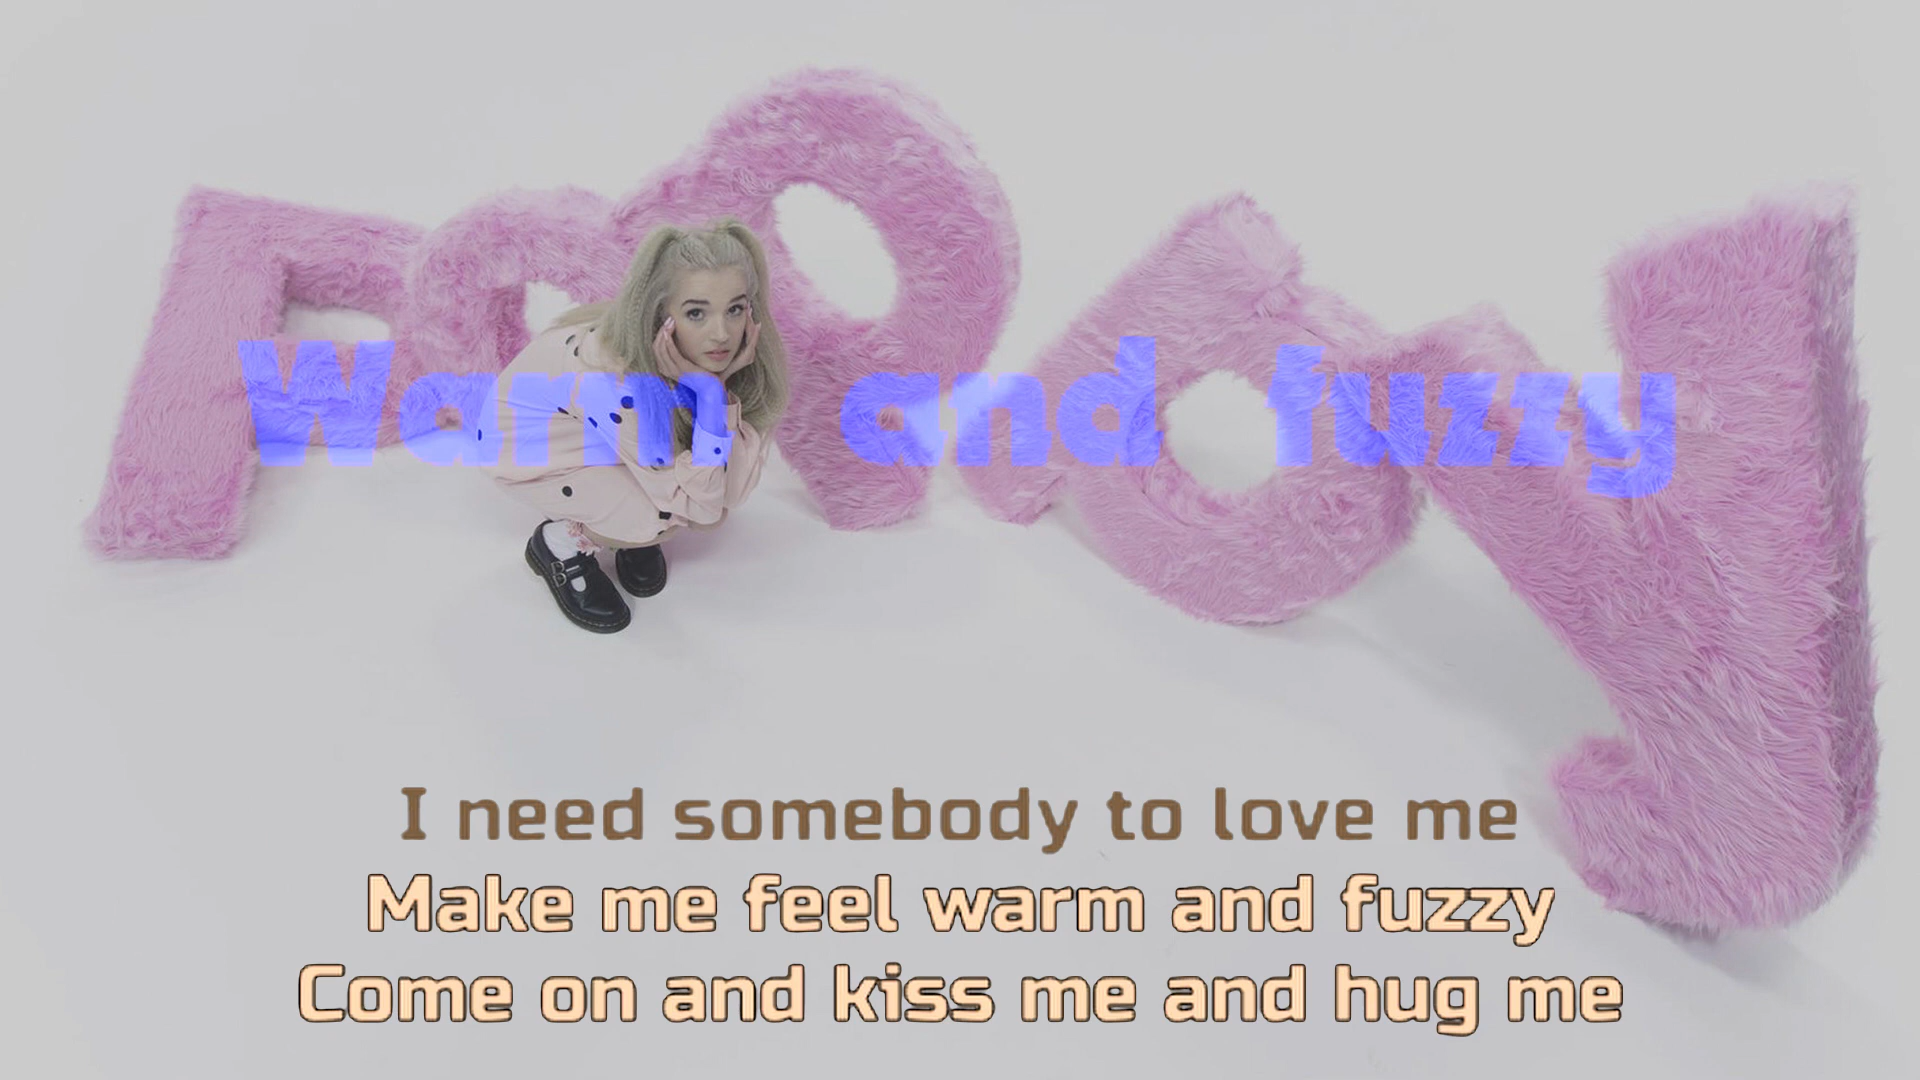 Poppy
Warm and fuzzy
I need somebody to love me
Make me feel warm and fuzzy
Come on and kiss me and hug me